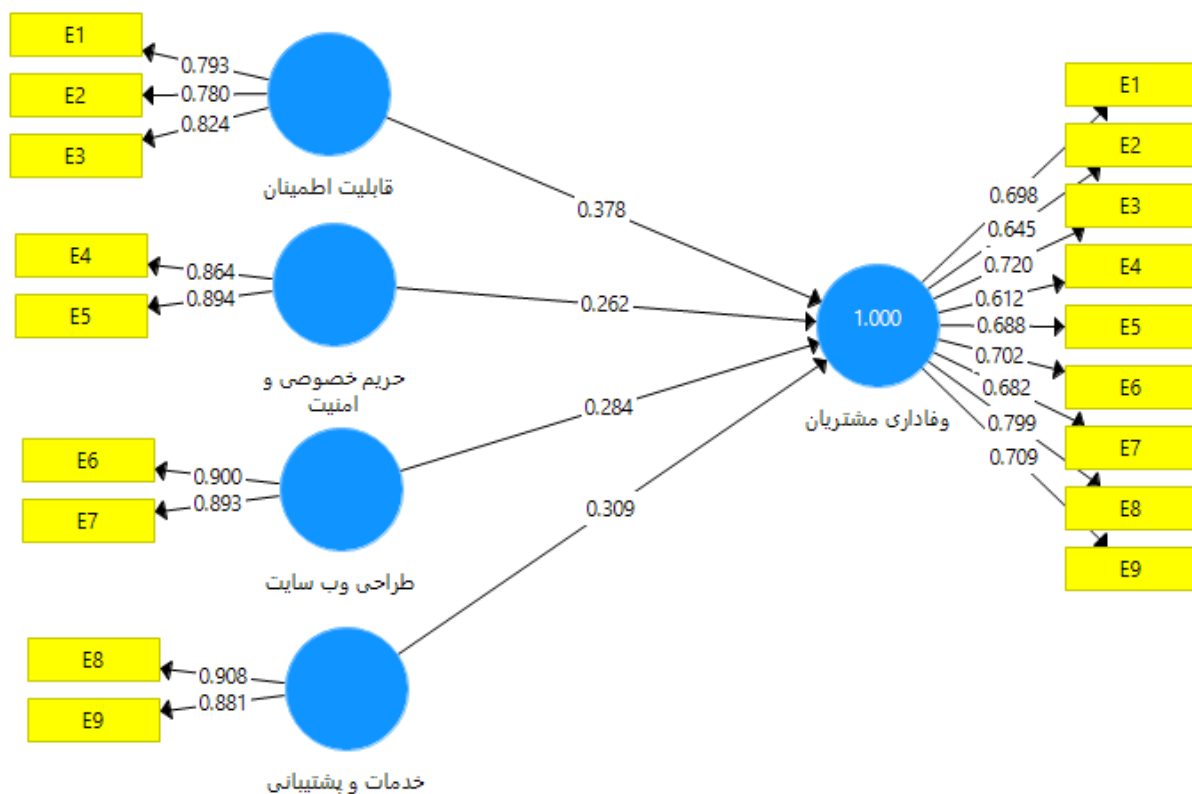 E1
E2
E3
0.793
0.780
0.824
قابلیت اطمینان
E4
E5
0.864
0.894
حریم خصوصی و
امنیت
E6
E7
0.900
0.893
طراحی وب سایت
E8
E9
0.908
0.881
خدمات و پشتیبانی
0.378
0.262
0.284
0.309
1.000
وفاداری مشتریان
0.698
0.645
0.720
0.612
0.688
0.702
0.682
0.799
0.709
E1
E2
E3
E4
E5
E6
E7
E8
E9